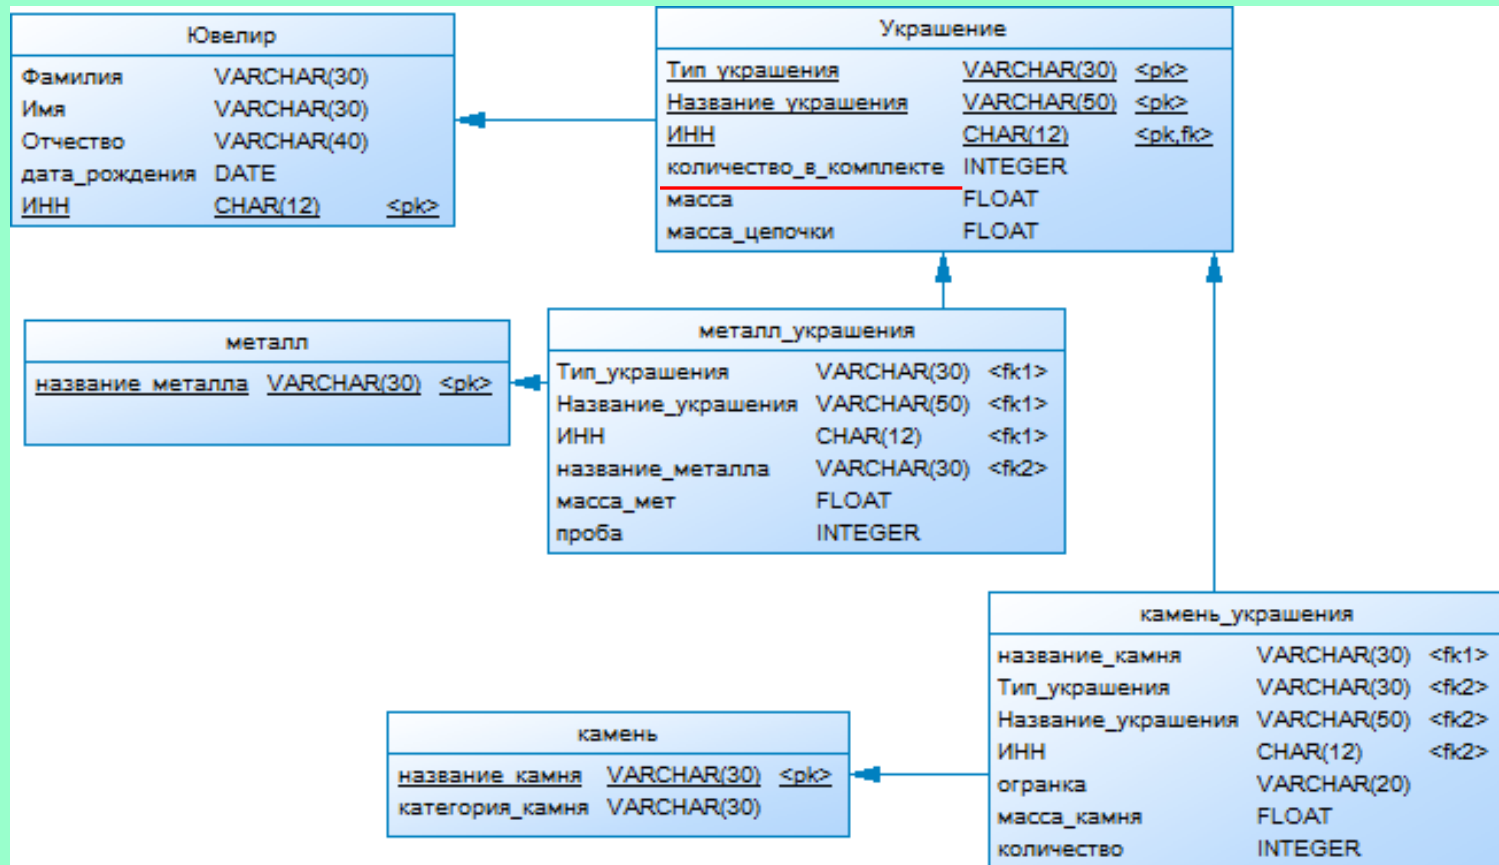 Ювелир
Фамилия VARCHAR(30)
Имя VARCHAR(30)
Отчество VARCHAR(40)
дата_рождения DATE
ИНН CHAR(12) <pk>
Украшение
Тип_украшения VARCHAR(30) <pk>
Название_украшения VARCHAR(50) <pk>
ИНН CHAR(12) <pk,fk>
количество_в_комплекте INTEGER
масса FLOAT
масса_цепочки FLOAT
металл
название_металла VARCHAR(30) <pk>
металл_украшения
Тип_украшения VARCHAR(30) <fk1>
Название_украшения VARCHAR(50) <fk1>
ИНН CHAR(12) <fk1>
название_металла VARCHAR(30) <fk2>
масса_мет FLOAT
проба INTEGER
камень_украшения
название_камня VARCHAR(30) <fk1>
Тип_украшения VARCHAR(30) <fk2>
Название_украшения VARCHAR(50) <fk2>
ИНН CHAR(12) <fk2>
огранка VARCHAR(20)
масса_камня FLOAT
количество INTEGER
камень
название_камня VARCHAR(30) <pk>
категория_камня VARCHAR(30)